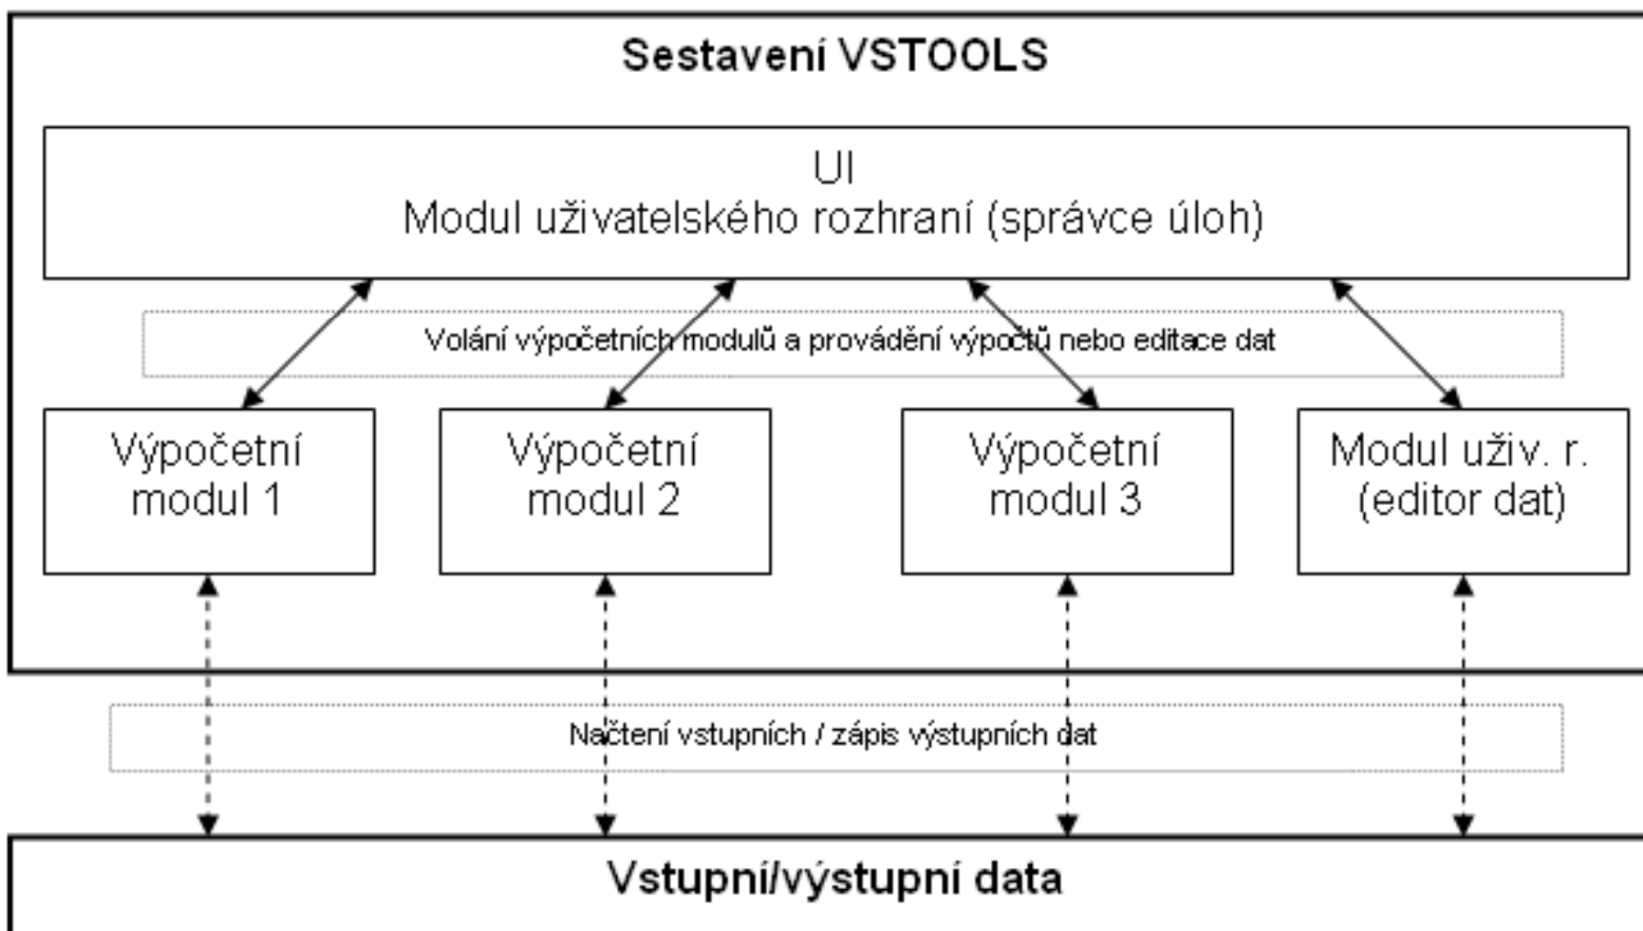 Sestavení VSTOOLS
UI
Modul uživatelského rozhraní (správce úloh)
Volání výpočetních modulů a provádění výpočtů nebo editace dat
Výpočetní
modul 1
Výpočetní
modul 2
Výpočetní
modul 3
Modul uživ. r.
(editor dat)
Načtení vstupních / zápis výstupních dat
Vstupní/výstupní data